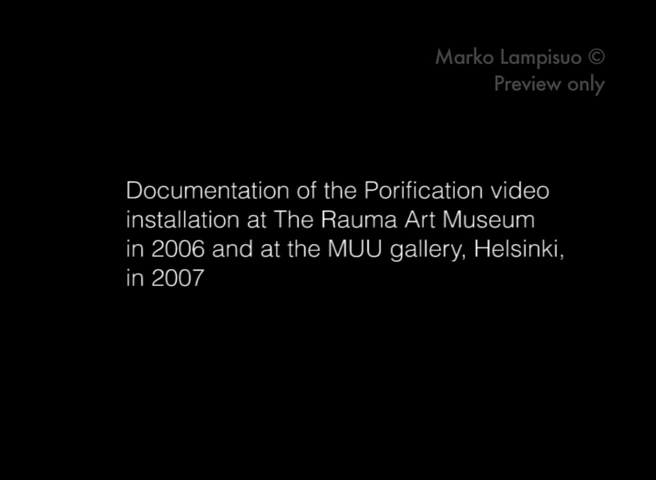 Marko Lampisuo ©
Preview only
Documentation of the Porification video
installation at The Rauma Art Museum
in 2006 and at the MUU gallery, Helsinki,
in 2007